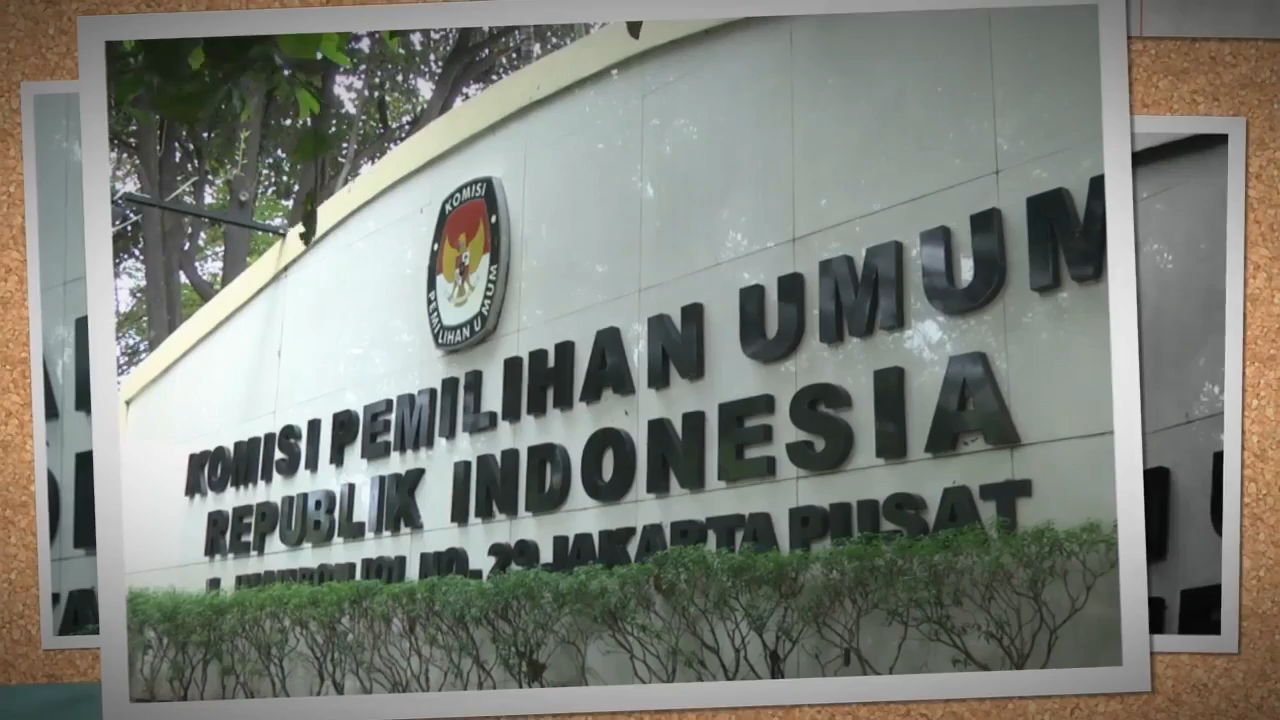 KOMISI
PEMILIHAN UMUM
KOMISI PEMILIHAN UMUM
REPUBLIK INDONESIA
NO. 29 JAKARTA PUSAT